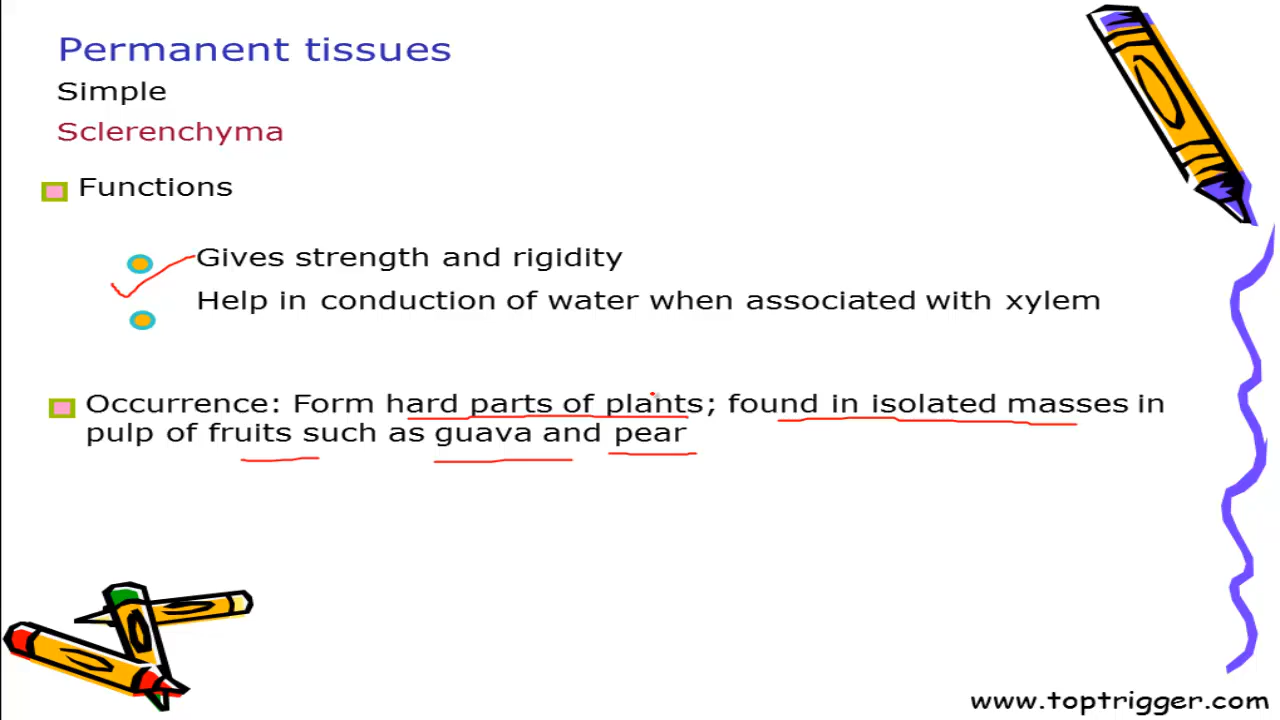 Permanent tissues
Simple
Sclerenchyma
Functions
Gives strength and rigidity
Help in conduction of water when associated with xylem
Occurrence: Form hard parts of plants; found in isolated masses in
pulp of fruits such as guava and pear
www.toptrigger.com